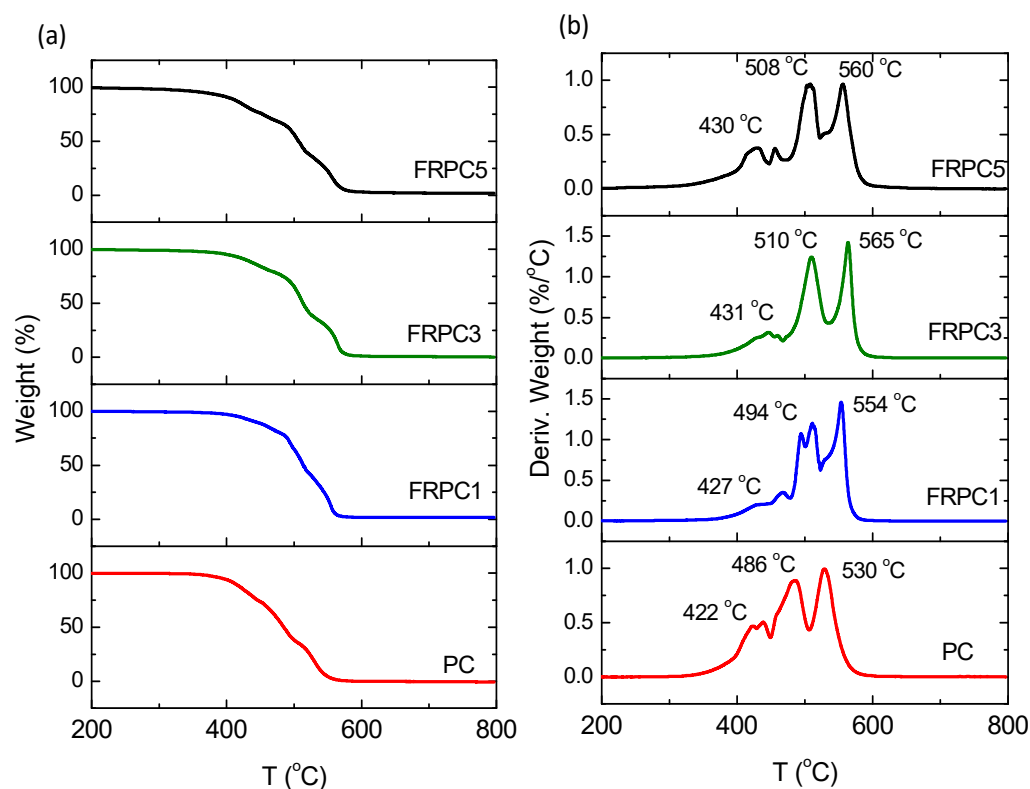 (a)
100
50
0
FRPC5
100
50
0
FRPC3
100
50
0
FRPC1
100
50
0
PC
200 400 600 800
T (°C)
Weight (%)
(b)
508 °C 560 °C
430 °C
1.0
0.5
0.0
FRPC5
510 °C 565 °C
431 °C
1.5
1.0
0.5
0.0
FRPC3
494 °C 554 °C
427 °C
1.5
1.0
0.5
0.0
FRPC1
486 °C 530 °C
422 °C
1.0
0.5
0.0
PC
200 400 600 800
T (°C)
Deriv. Weight (%/°C)